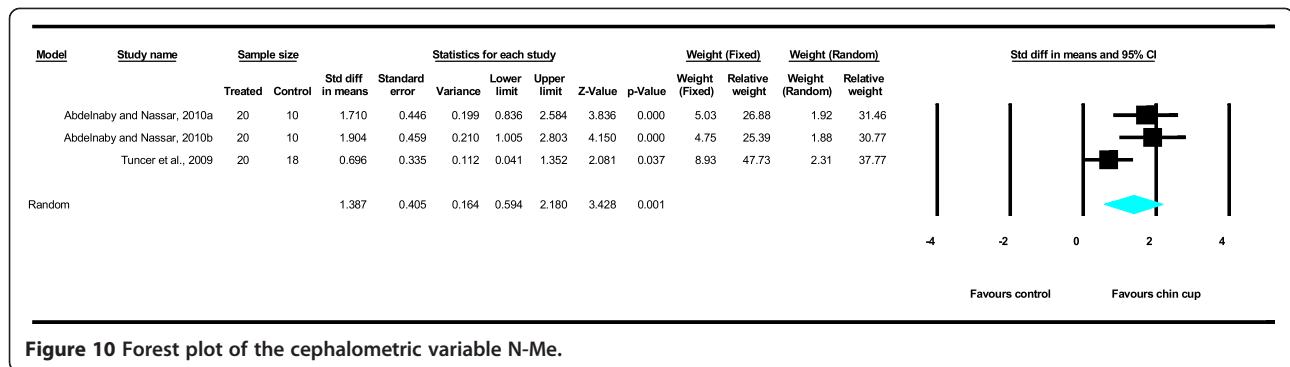 Model Study name Sample size Statistics for each study Weight (Fixed) Weight (Random) Std diff in means and 95% CI
Treated Control Std diff in means Standard error Variance Lower limit Upper limit Z-Value p-Value Weight (Fixed) Relative weight Weight (Random) Relative weight
Abdelnaby and Nassar, 2010a 20 10 1.710 0.446 0.199 0.836 2.584 3.836 0.000 5.03 26.88 1.92 31.46
Abdelnaby and Nassar, 2010b 20 10 1.904 0.459 0.210 1.005 2.803 4.150 0.000 4.75 25.39 1.88 30.77
Tuncer et al., 2009 20 18 0.696 0.335 0.112 0.041 1.352 2.081 0.037 8.93 47.73 2.31 37.77
Random 1.387 0.405 0.164 0.594 2.180 3.428 0.001
-4 -2 0 2 4
Favours control Favours chin cup
Figure 10 Forest plot of the cephalometric variable N-Me.